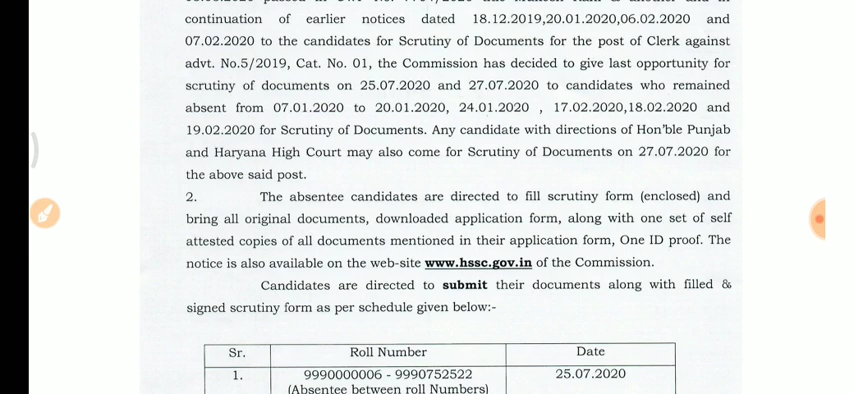 continuation of earlier notices dated 18.12.2019,20.01.2020,06.02.2020 and
07.02.2020 to the candidates for Scrutiny of Documents for the post of Clerk against
advt. No.5/2019, Cat. No. 01, the Commission has decided to give last opportunity for
scrutiny of documents on 25.07.2020 and 27.07.2020 to candidates who remained
absent from 07.01.2020 to 20.01.2020, 24.01.2020 , 17.02.2020,18.02.2020 and
19.02.2020 for Scrutiny of Documents. Any candidate with directions of Hon'ble Punjab
and Haryana High Court may also come for Scrutiny of Documents on 27.07.2020 for
the above said post.
2. The absentee candidates are directed to fill scrutiny form (enclosed) and
bring all original documents, downloaded application form, along with one set of self
attested copies of all documents mentioned in their application form, One ID proof. The
notice is also available on the web-site www.hssc.gov.in of the Commission.
Candidates are directed to submit their documents along with filled &
signed scrutiny form as per schedule given below:-
Sr. Roll Number Date
1. 9990000006 - 9990752522 25.07.2020
(Absentee between roll Numbers)